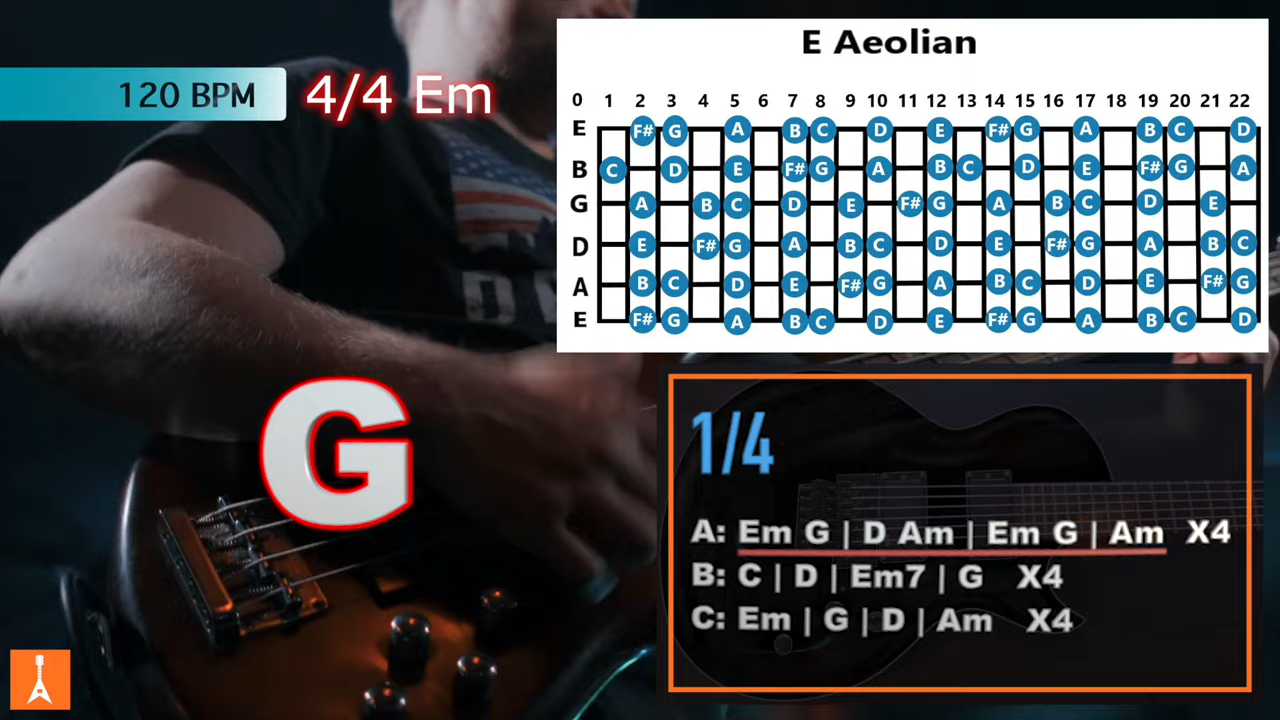 E Aeolian
120 BPM 4/4 Em
0 1 2 3 4 5 6 7 8 9 10 11 12 13 14 15 16 17 18 19 20 21 22
E F# G A B C D E F# G A B C D
B C D E F# G A B C D E F# G A
G A B C D E F# G A B C D E
D E F# G A B C D E F# G A B C
A B C D E F# G A B C D E F# G
E F# G A B C D E F# G A B C D
G
1/4
A: Em G | D Am | Em G | Am X4
B: C | D | Em7 | G X4
C: Em | G | D | Am X4